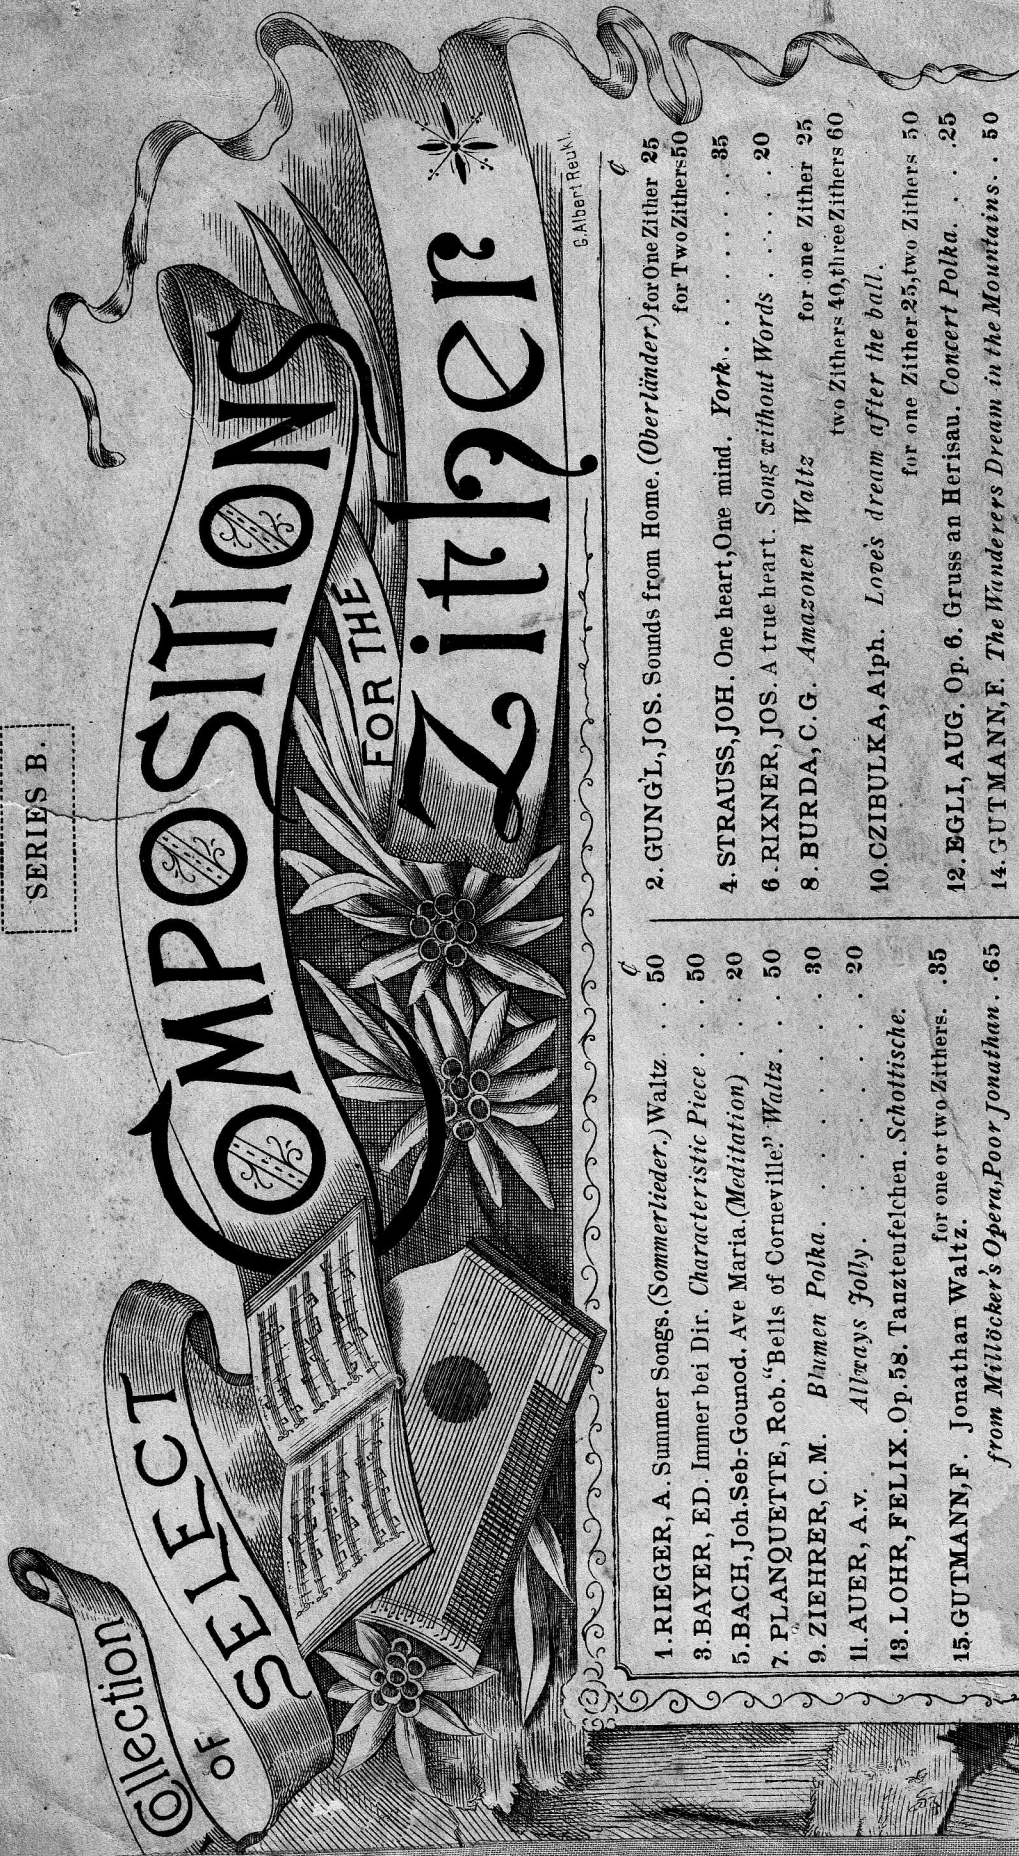 SERIES B.
Collection
OF
SELECT
COMPOSITIONS
FOR THE
Zither
G. Albert Reukl.
¢
1. RIEGER, A. Summer Songs. (Sommerlieder.) Waltz. . . 50
3. BAYER, ED. Immer bei Dir. Characteristic Piece . . 50
5. BACH, Joh. Seb:- Gounod. Ave Maria. (Meditation) . . 20
7. PLANQUETTE, Rob. "Bells of Corneville." Waltz . . 50
9. ZIEHRER, C. M. Blumen Polka. . . . . . . 30
11. AUER, A. v. Allways Jolly. . . . . . . 20
13. LOHR, FELIX. Op. 58. Tanzteufelchen. Schottische.
for one or two Zithers. .35
15. GUTMANN, F. Jonathan Waltz.
from Millöcker's Opera, Poor Jonathan. .65
¢
2. GUNG'L, JOS. Sounds from Home. (Oberländer.) for One Zither 25
for Two Zithers 50
4. STRAUSS, JOH. One heart, One mind. York. . . . . . . 35
6. RIXNER, JOS. A true heart. Song without Words . . . . . 20
8. BURDA, C. G. Amazonen Waltz for one Zither 25
two Zithers 40, three Zithers 60
10. CZIBULKA, Alph. Love's dream after the ball.
for one Zither 25, two Zithers 50
12. EGLI, AUG. Op. 6. Gruss an Herisau. Concert Polka. . . .25
14. GUTMANN, F. The Wanderers Dream in the Mountains. . 50